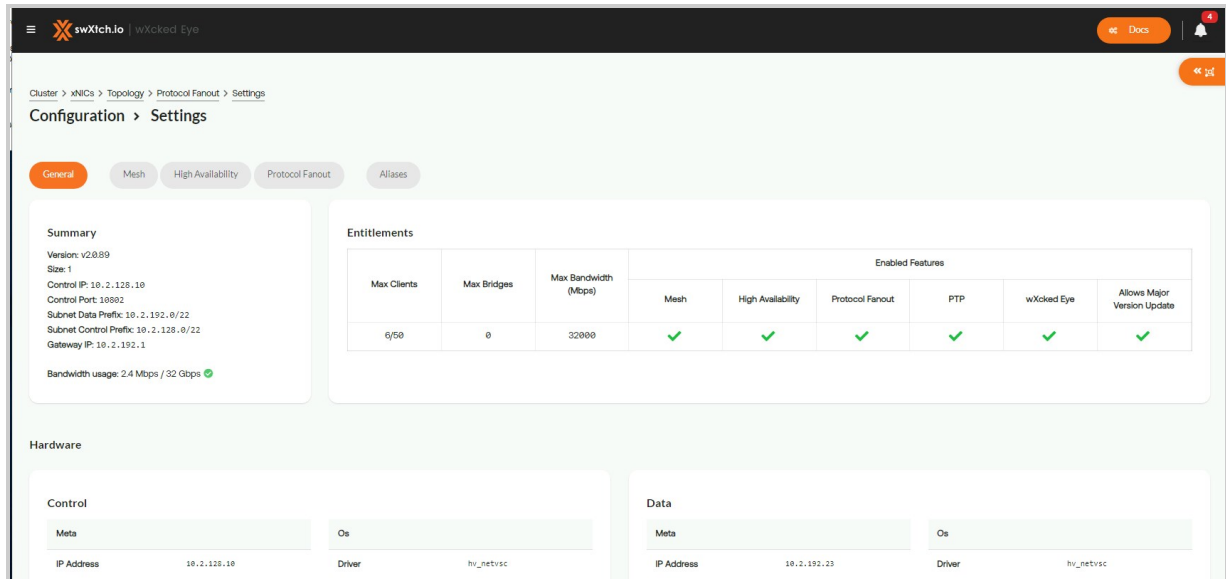 swXtch.io | wXcked Eye
Docs
4
Cluster > xNICs > Topology > Protocol Fanout > Settings
Configuration > Settings
General
Mesh
High Availability
Protocol Fanout
Aliases
Summary
Version: v2.0.89
Size: 1
Control IP: 10.2.128.10
Control Port: 10802
Subnet Data Prefix: 10.2.192.0/22
Subnet Control Prefix: 10.2.128.0/22
Gateway IP: 10.2.192.1
Bandwidth usage: 2.4 Mbps / 32 Gbps
Entitlements
Max Clients
Max Bridges
Max Bandwidth
(Mbps)
Enabled Features
Mesh
High Availability
Protocol Fanout
PTP
wXcked Eye
Allows Major
Version Update
6/50
0
32000
Hardware
Control
Meta
Os
IP Address 10.2.128.10
Driver hv_netvsc
Data
Meta
Os
IP Address 10.2.192.23
Driver hv_netvsc